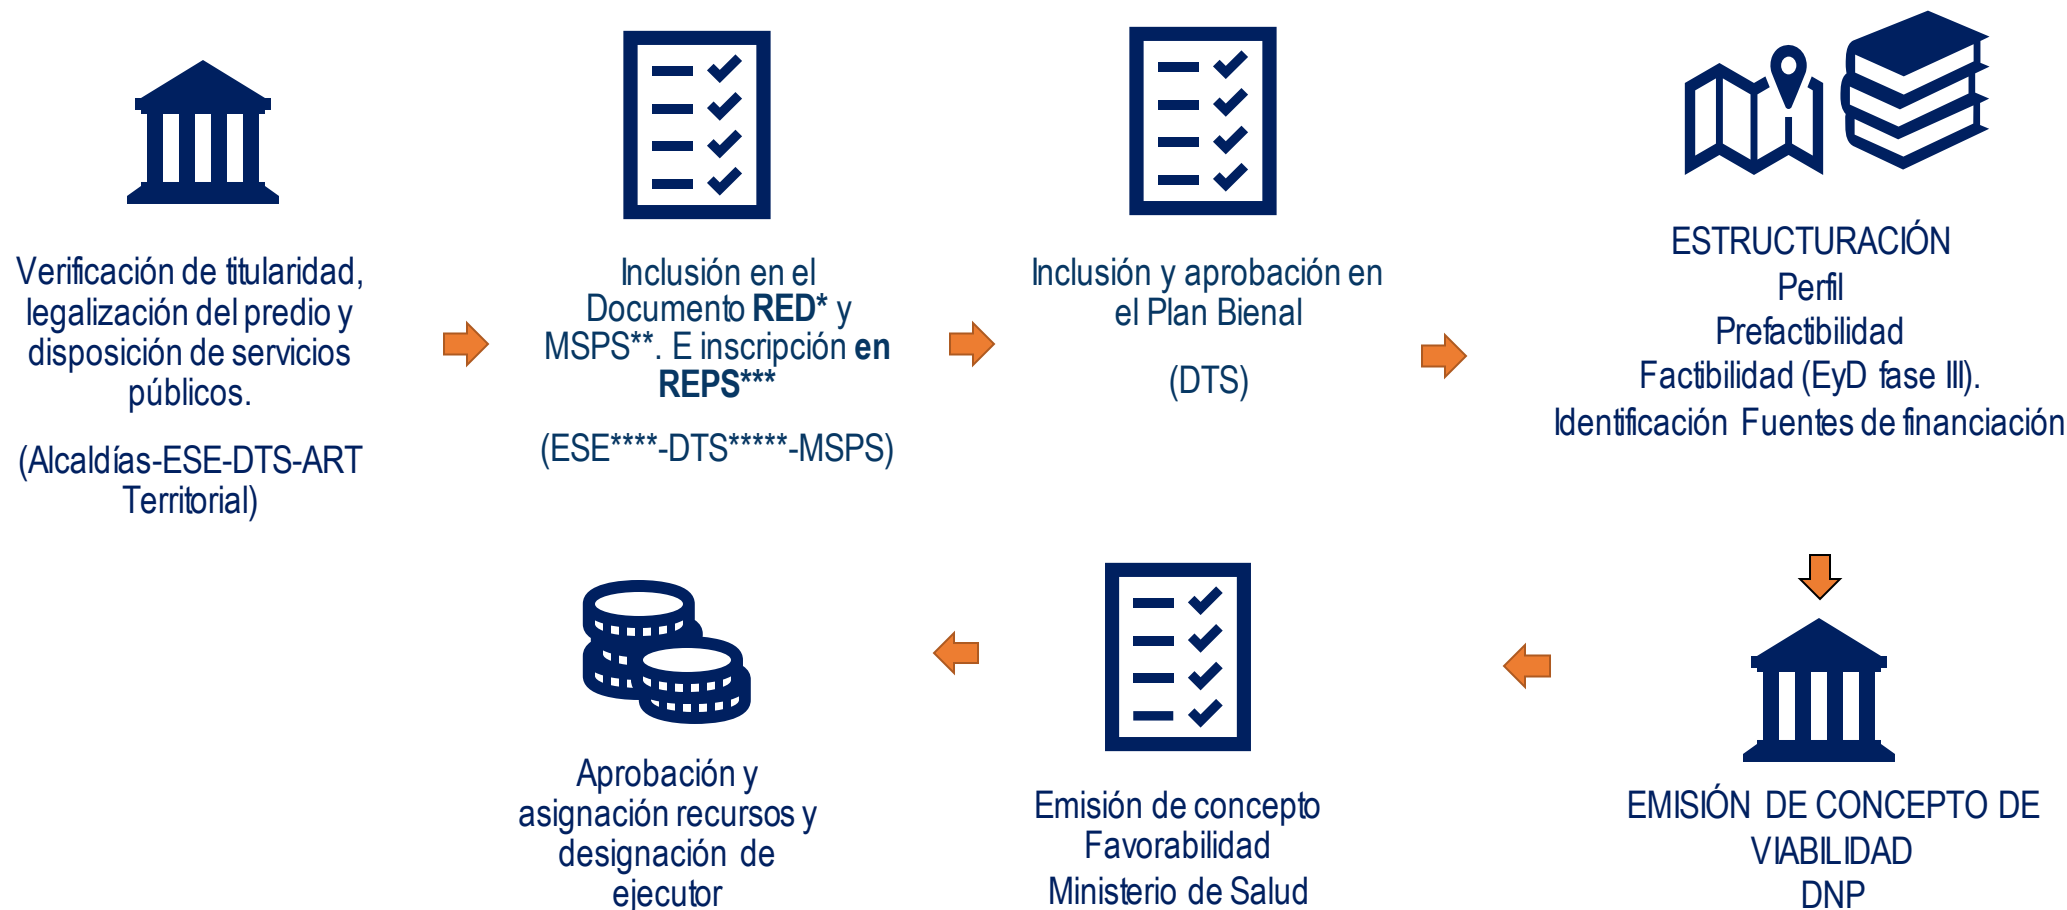 Verificación de titularidad,
legalización del predio y
disposición de servicios
públicos.
(Alcaldías-ESE-DTS-ART
Territorial)
Inclusión en el
Documento RED* y
MSPS**. E inscripción en
REPS***
(ESE****-DTS*****-MSPS)
Inclusión y aprobación en
el Plan Bienal
(DTS)
ESTRUCTURACIÓN
Perfil
Prefactibilidad
Factibilidad (EyD fase III).
Identificación Fuentes de financiación
EMISIÓN DE CONCEPTO DE
VIABILIDAD
DNP
Emisión de concepto
Favorabilidad
Ministerio de Salud
Aprobación y
asignación recursos y
designación de
ejecutor